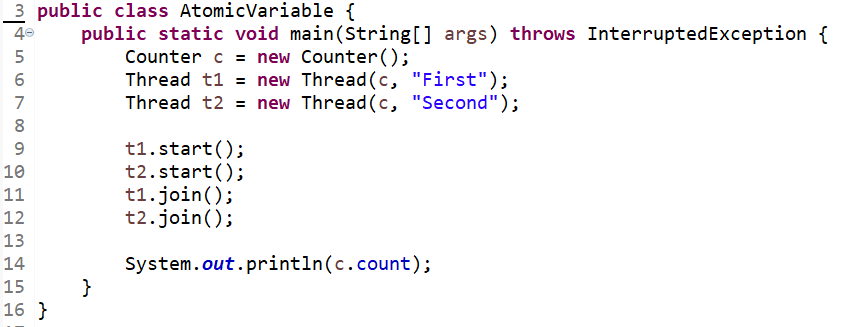 3 public class AtomicVariable {
4 public static void main(String[] args) throws InterruptedException {
5 Counter c = new Counter();
6 Thread t1 = new Thread(c, "First");
7 Thread t2 = new Thread(c, "Second");
8
9 t1.start();
10 t2.start();
11 t1.join();
12 t2.join();
13
14 System.out.println(c.count);
15 }
16 }